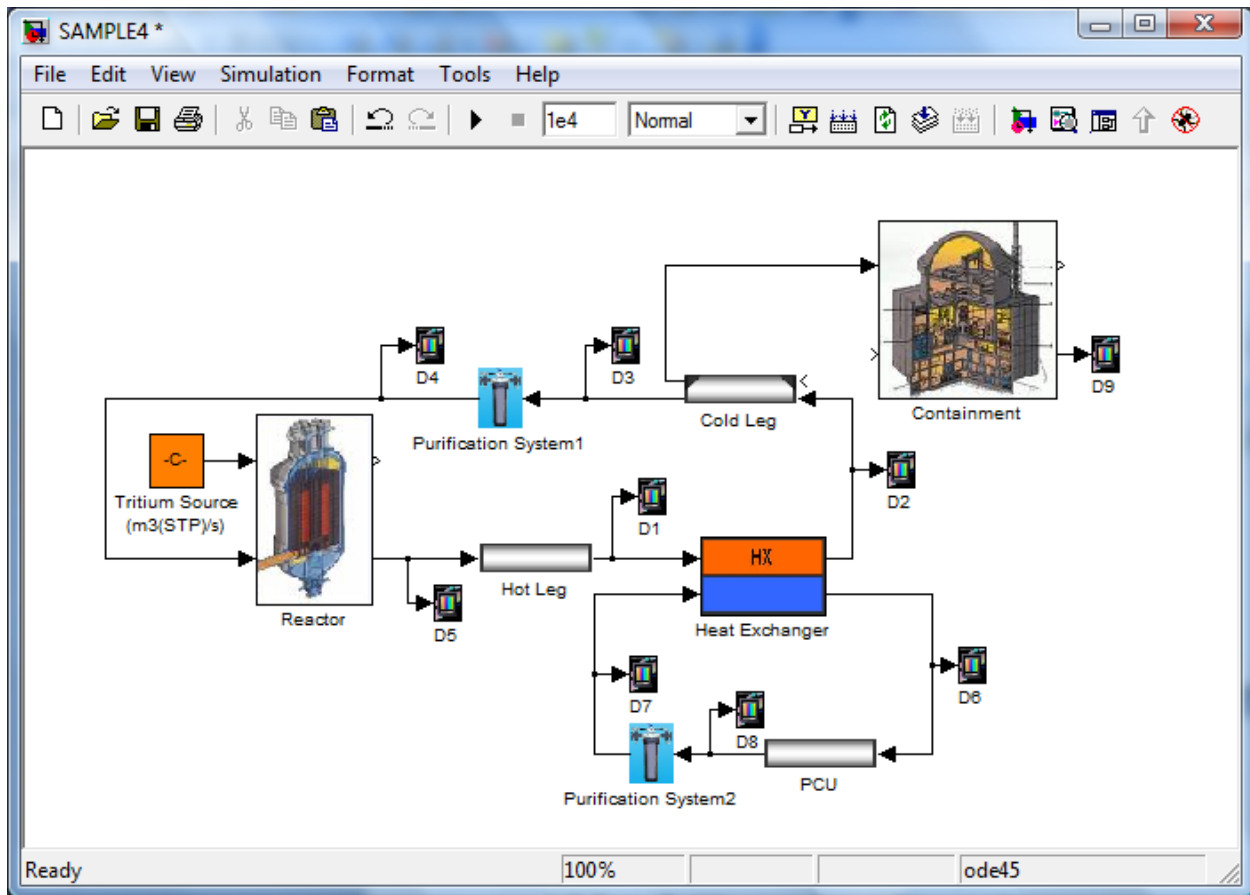 SAMPLE4 *
File Edit View Simulation Format Tools Help
1e4 Normal
D4
D3
Cold Leg
Containment
D9
Purification System1
-C-
Tritium Source
(m3(STP)/s)
D1
D2
Hot Leg
HX
Reactor
D5
Heat Exchanger
D7
D8
D6
PCU
Purification System2
Ready 100% ode45